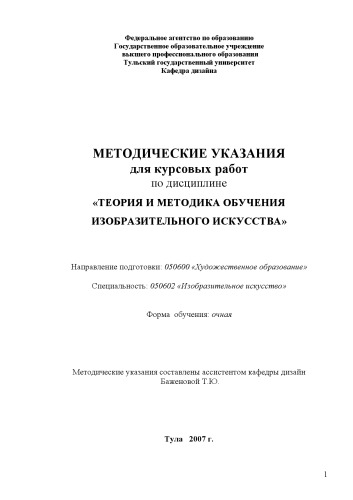 Федеральное агентство по образованию
Государственное образовательное учреждение
высшего профессионального образования
Тульский государственный университет
Кафедра дизайна
МЕТОДИЧЕСКИЕ УКАЗАНИЯ
для курсовых работ
по дисциплине
«ТЕОРИЯ И МЕТОДИКА ОБУЧЕНИЯ
ИЗОБРАЗИТЕЛЬНОГО ИСКУССТВА»
Направление подготовки: 050600 «Художественное образование»
Специальность: 050602 «Изобразительное искусство»
Форма обучения: очная
Методические указания составлены ассистентом кафедры дизайн
Баженовой Т.Ю.
Тула 2007 г.
1